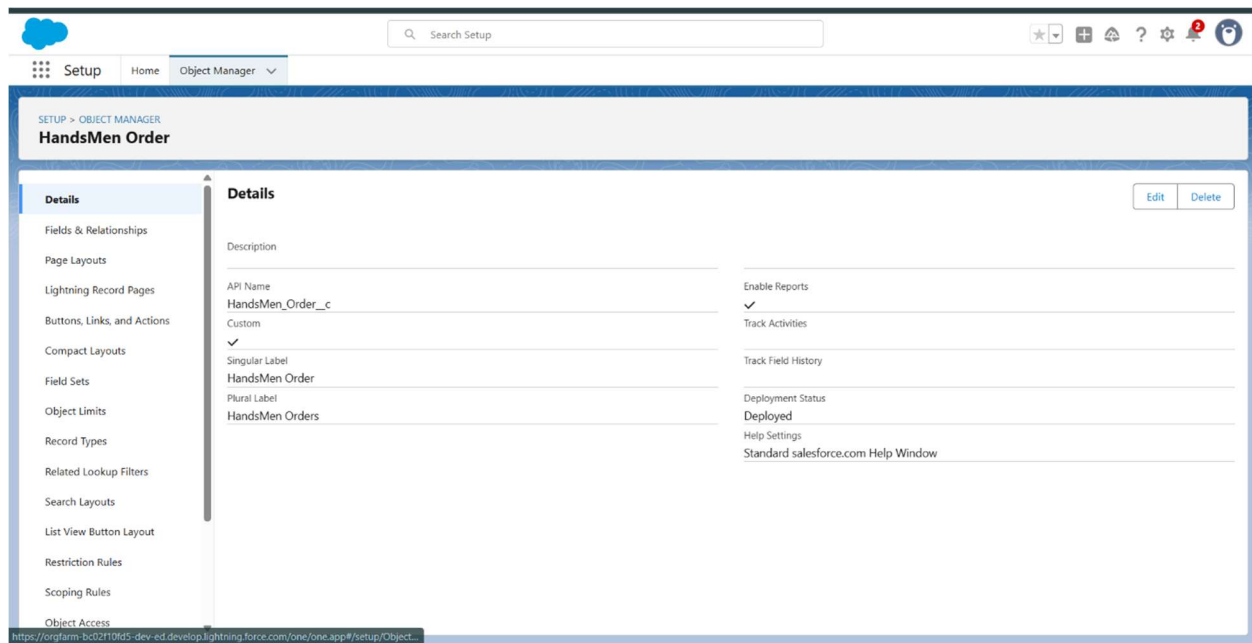 Search Setup
2
Setup
Home
Object Manager
SETUP > OBJECT MANAGER
HandsMen Order
Details
Fields & Relationships
Page Layouts
Lightning Record Pages
Buttons, Links, and Actions
Compact Layouts
Field Sets
Object Limits
Record Types
Related Lookup Filters
Search Layouts
List View Button Layout
Restriction Rules
Scoping Rules
Object Access
Details
Edit
Delete
Description
API Name
HandsMen_Order__c
Custom
Singular Label
HandsMen Order
Plural Label
HandsMen Orders
Enable Reports
Track Activities
Track Field History
Deployment Status
Deployed
Help Settings
Standard salesforce.com Help Window
https://orgfarm-bc02f10fd5-dev-ed.develop.lightning.force.com/one/one.app#/setup/Object...